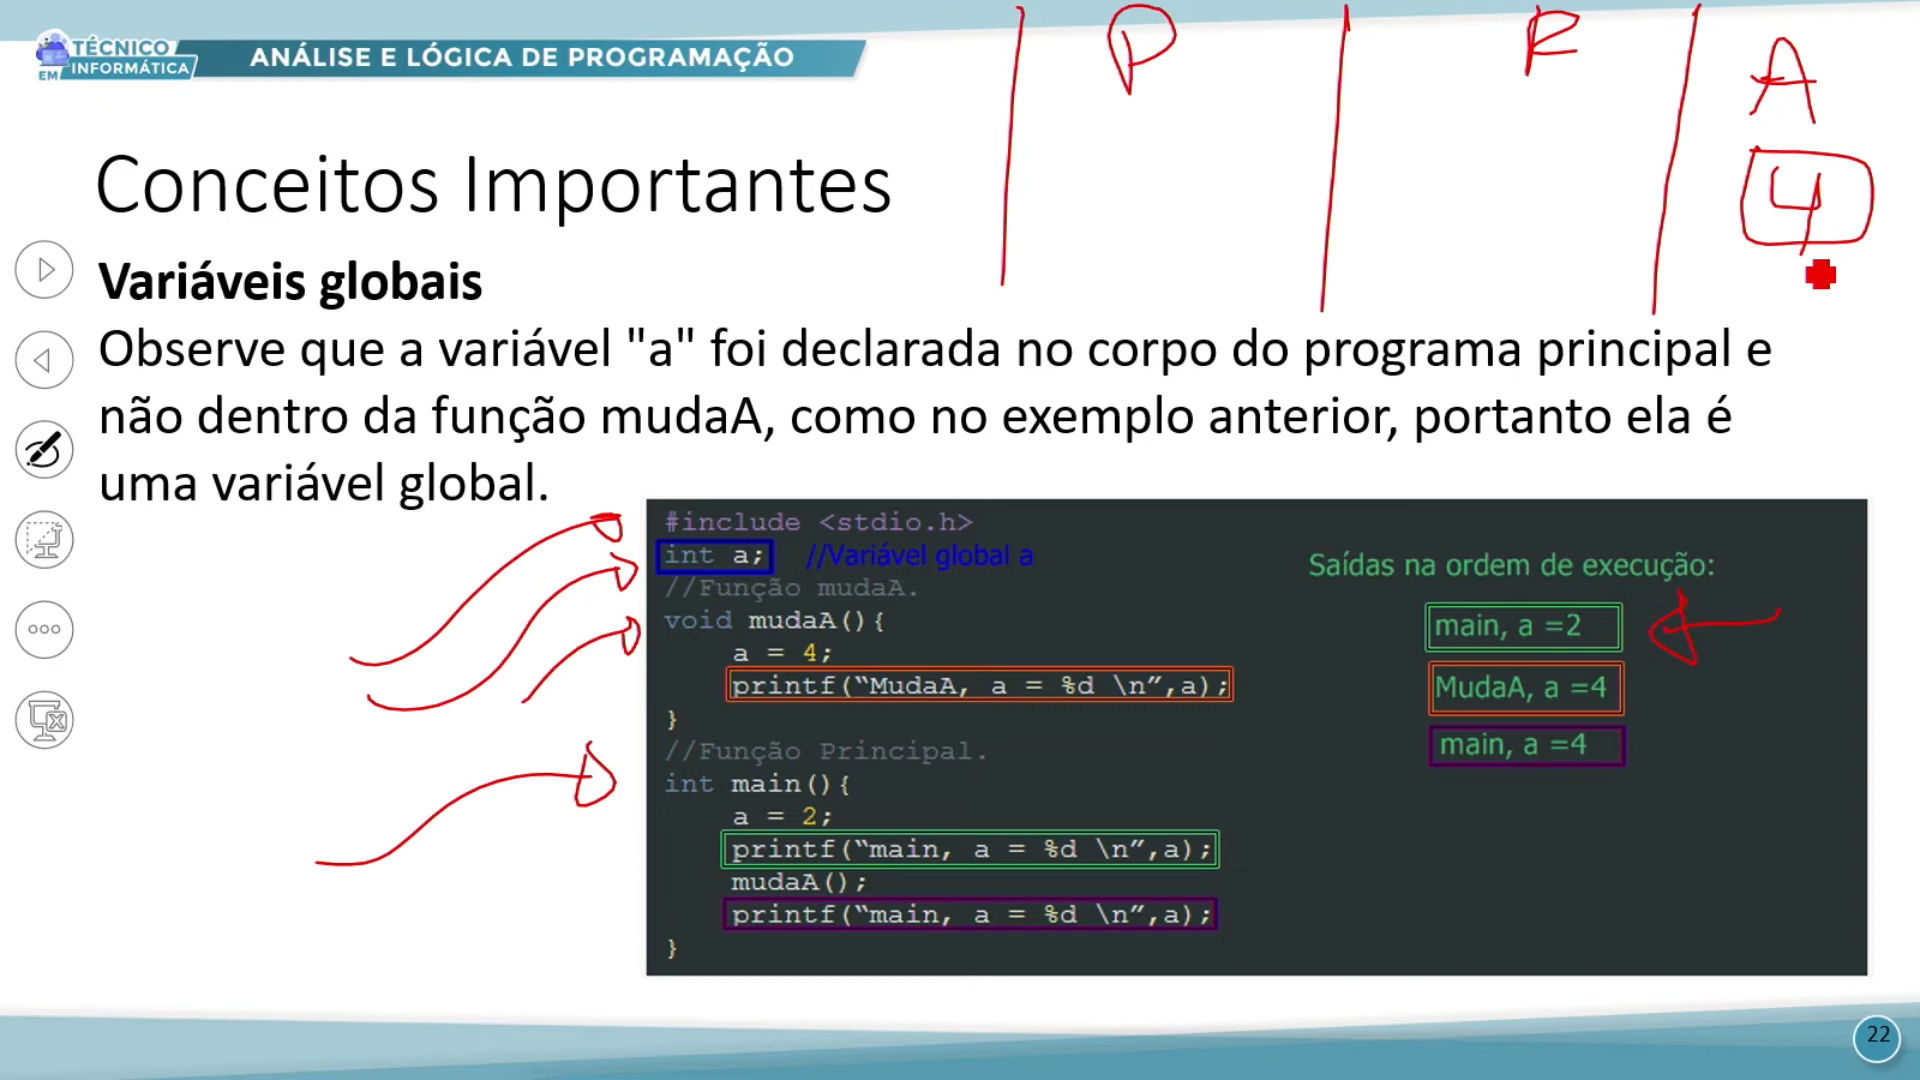 TÉCNICO
EM INFORMÁTICA
ANÁLISE E LÓGICA DE PROGRAMAÇÃO
P
R
A
4
Conceitos Importantes
Variáveis globais
Observe que a variável "a" foi declarada no corpo do programa principal e
não dentro da função mudaA, como no exemplo anterior, portanto ela é
uma variável global.
#include <stdio.h>
int a; //Variável global a
//Função mudaA.
void mudaA(){
a = 4;
printf(“MudaA, a = %d \n”,a);
}
//Função Principal.
int main(){
a = 2;
printf(“main, a = %d \n”,a);
mudaA();
printf(“main, a = %d \n”,a);
}
Saídas na ordem de execução:
main, a =2
MudaA, a =4
main, a =4
22